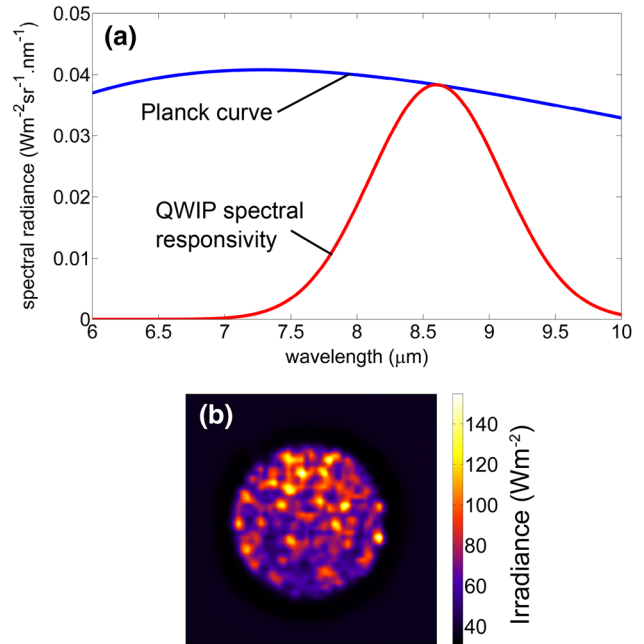 (a)
0.05
0.04
0.03
0.02
0.01
0
spectral radiance (Wm⁻²sr⁻¹.nm⁻¹)
Planck curve
QWIP spectral
responsivity
6 6.5 7 7.5 8 8.5 9 9.5 10
wavelength (μm)
(b)
140
120
100
80
60
40
Irradiance (Wm⁻²)